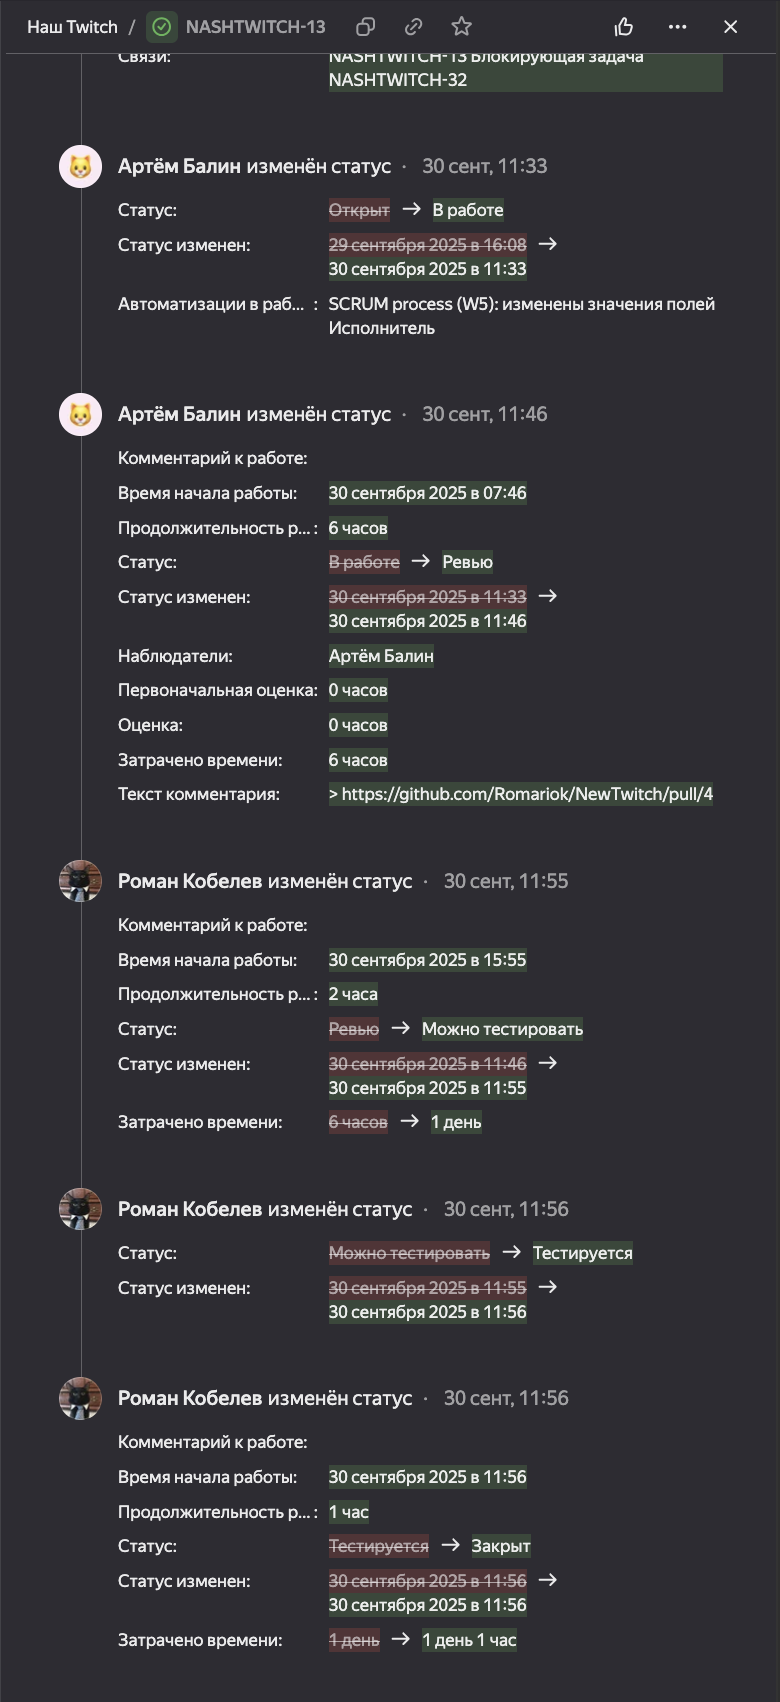 Наш Twitch / NASHTWITCH-13
Связи: NASHTWITCH-13 Блокирующая задача
NASHTWITCH-32
Артём Балин изменён статус · 30 сент, 11:33
Статус: Открыт → В работе
Статус изменен: 29 сентября 2025 в 16:08 →
30 сентября 2025 в 11:33
Автоматизации в раб... : SCRUM process (W5): изменены значения полей
Исполнитель
Артём Балин изменён статус · 30 сент, 11:46
Комментарий к работе:
Время начала работы: 30 сентября 2025 в 07:46
Продолжительность р... : 6 часов
Статус: В работе → Ревью
Статус изменен: 30 сентября 2025 в 11:33 →
30 сентября 2025 в 11:46
Наблюдатели: Артём Балин
Первоначальная оценка: 0 часов
Оценка: 0 часов
Затрачено времени: 6 часов
Текст комментария: > https://github.com/Romariok/NewTwitch/pull/4
Роман Кобелев изменён статус · 30 сент, 11:55
Комментарий к работе:
Время начала работы: 30 сентября 2025 в 15:55
Продолжительность р... : 2 часа
Статус: Ревью → Можно тестировать
Статус изменен: 30 сентября 2025 в 11:46 →
30 сентября 2025 в 11:55
Затрачено времени: 6 часов → 1 день
Роман Кобелев изменён статус · 30 сент, 11:56
Статус: Можно тестировать → Тестируется
Статус изменен: 30 сентября 2025 в 11:55 →
30 сентября 2025 в 11:56
Роман Кобелев изменён статус · 30 сент, 11:56
Комментарий к работе:
Время начала работы: 30 сентября 2025 в 11:56
Продолжительность р... : 1 час
Статус: Тестируется → Закрыт
Статус изменен: 30 сентября 2025 в 11:56 →
30 сентября 2025 в 11:56
Затрачено времени: 1 день → 1 день 1 час